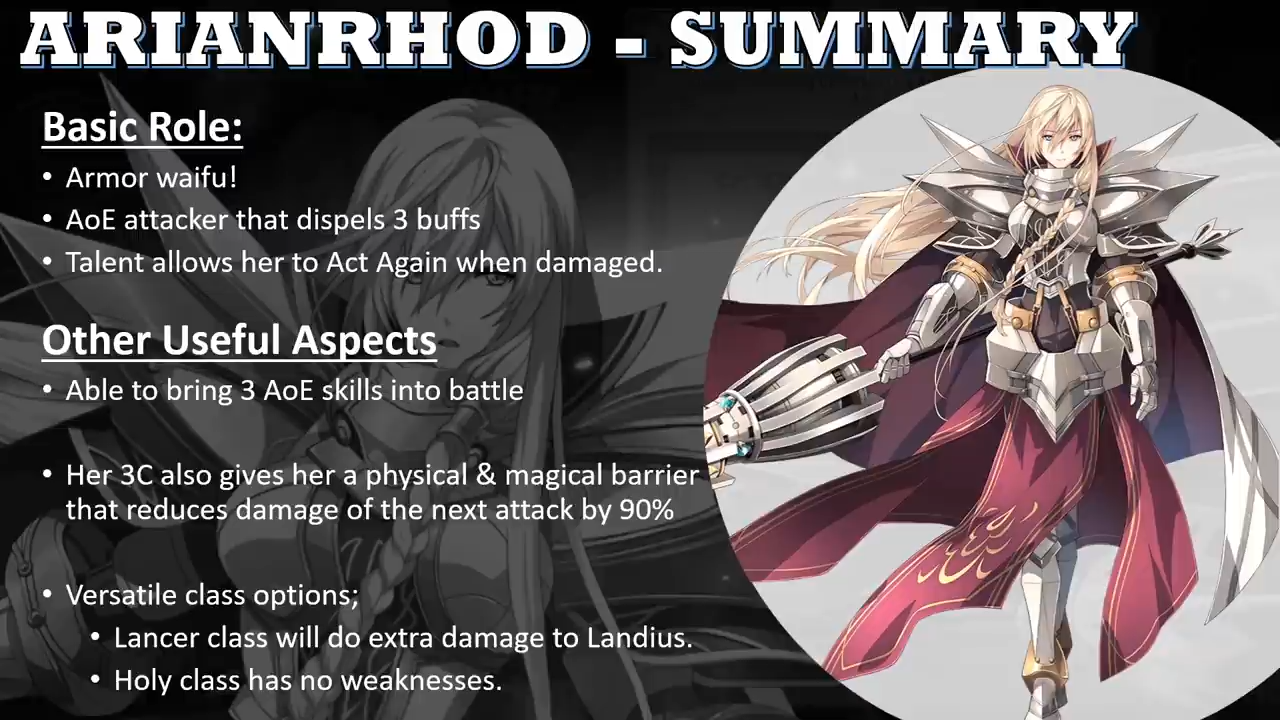 ARIANRHOD - SUMMARY
Basic Role:
• Armor waifu!
• AoE attacker that dispels 3 buffs
• Talent allows her to Act Again when damaged.
Other Useful Aspects
• Able to bring 3 AoE skills into battle
• Her 3C also gives her a physical & magical barrier
that reduces damage of the next attack by 90%
• Versatile class options;
• Lancer class will do extra damage to Landius.
• Holy class has no weaknesses.